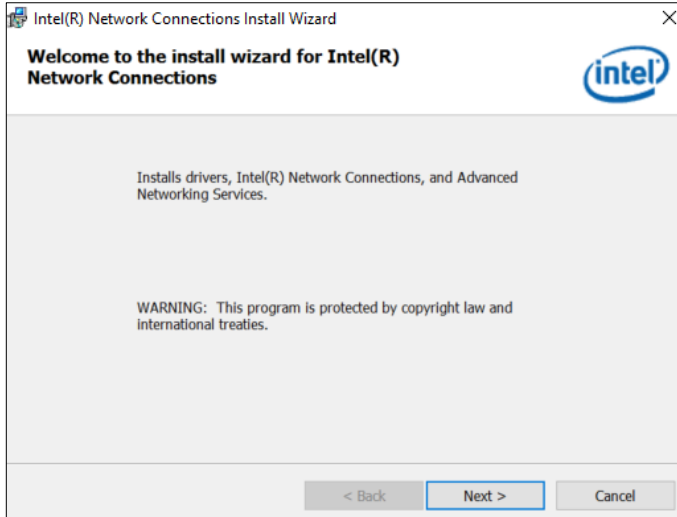 Intel(R) Network Connections Install Wizard
Welcome to the install wizard for Intel(R)
Network Connections
intel
Installs drivers, Intel(R) Network Connections, and Advanced
Networking Services.
WARNING:  This program is protected by copyright law and
international treaties.
< Back
Next >
Cancel